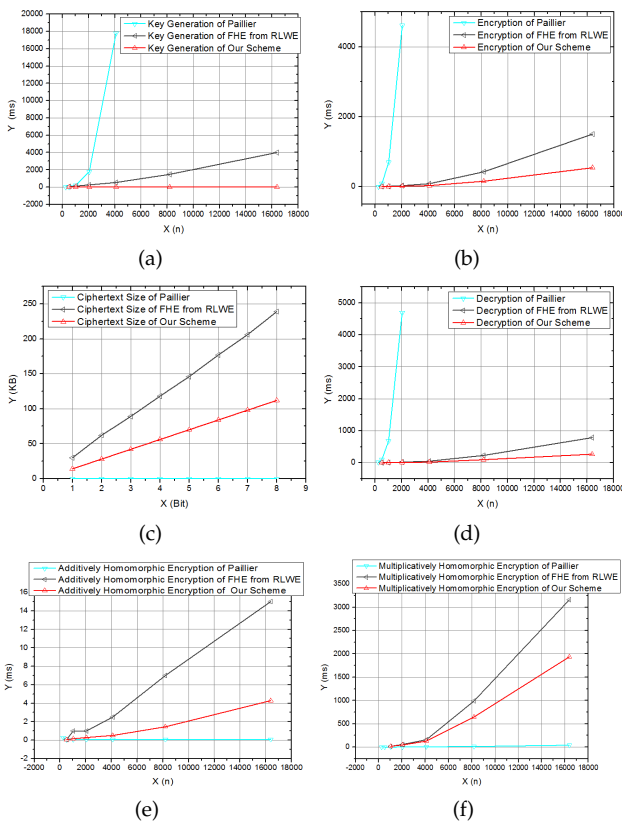 Key Generation of Paillier
Key Generation of FHE from RLWE
Key Generation of Our Scheme
20000
18000
16000
14000
12000
10000
8000
6000
4000
2000
0
-2000
Y (ms)
0 2000 4000 6000 8000 10000 12000 14000 16000 18000
X (n)
(a)
Encryption of Paillier
Encryption of FHE from RLWE
Encryption of Our Scheme
4000
2000
0
Y (ms)
0 2000 4000 6000 8000 10000 12000 14000 16000 18000
X (n)
(b)
Ciphertext Size of Paillier
Ciphertext Size of FHE from RLWE
Ciphertext Size of Our Scheme
250
200
150
100
50
0
Y (KB)
0 1 2 3 4 5 6 7 8 9
X (Bit)
(c)
Decryption of Paillier
Decryption of FHE from RLWE
Decryption of Our Scheme
5000
4000
3000
2000
1000
0
Y (ms)
0 2000 4000 6000 8000 10000 12000 14000 16000 18000
X (n)
(d)
Additively Homomorphic Encryption of Paillier
Additively Homomorphic Encryption of FHE from RLWE
Additively Homomorphic Encryption of Our Scheme
16
14
12
10
8
6
4
2
0
-2
Y (ms)
-2000 0 2000 4000 6000 8000 10000 12000 14000 16000 18000
X (n)
(e)
Multiplicatively Homomorphic Encryption of Paillier
Multiplicatively Homomorphic Encryption of FHE from RLWE
Multiplicatively Homomorphic Encryption of Our Scheme
3500
3000
2500
2000
1500
1000
500
0
Y (ms)
-2000 0 2000 4000 6000 8000 10000 12000 14000 16000 18000
X (n)
(f)